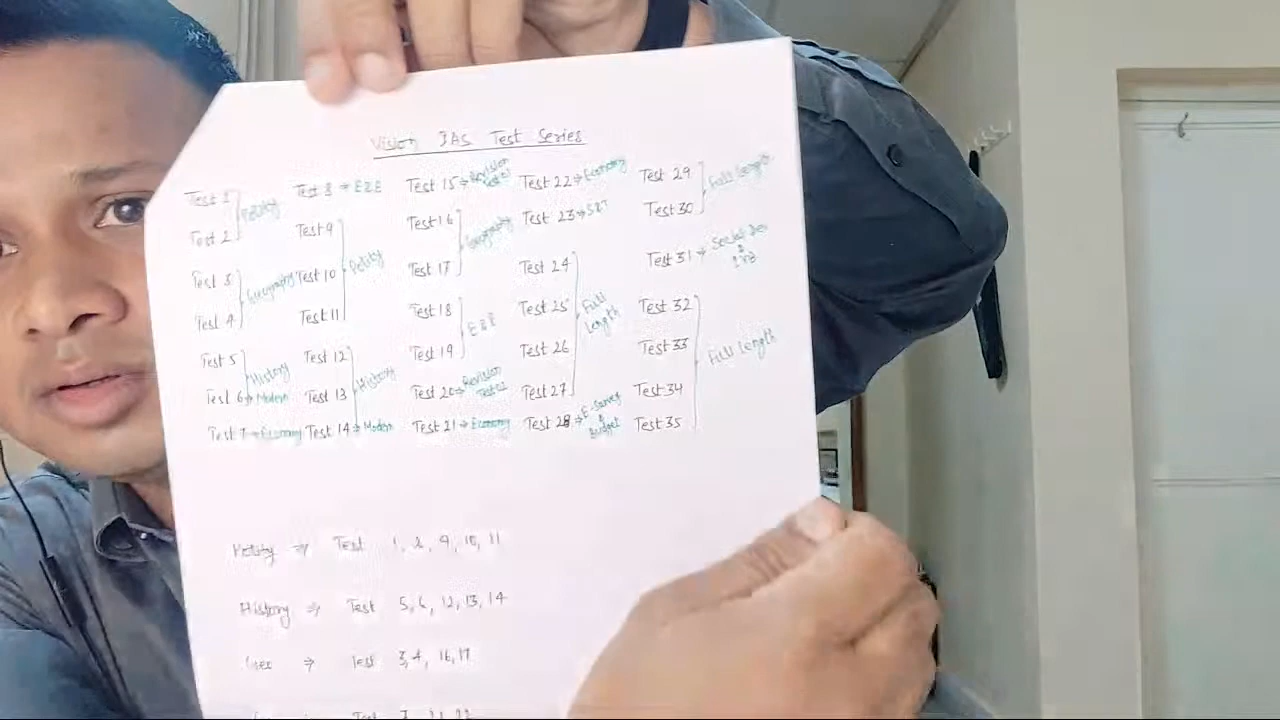 Vision IAS Test Series
Test 1
Test 2
Polity
Test 3
Test 4
Geography
Test 5
Test 6
History
Modern
Test 7 → Economy
Test 8 → E&E
Test 9
Test 10
Test 11
Polity
Test 12
Test 13
History
Test 14 → Modern
Test 15 → Revision
Test 16
Test 17
Geography
Test 18
Test 19
E&E
Test 20 → Revision
Test 21 → Economy
Test 22 → Economy
Test 23 → S&T
Test 24
Test 25
Test 26
Test 27
Full
Length
Test 28 → E-Survey
&
Budget
Test 29
Test 30
Full Length
Test 31 → Social
&
Test 32
Test 33
Test 34
Test 35
Full Length
Polity ⇒ Test 1, 2, 9, 10, 11
History ⇒ Test 5, 6, 12, 13, 14
⇒ Test 3, 4, 16, 17
Test 7, 21, 22